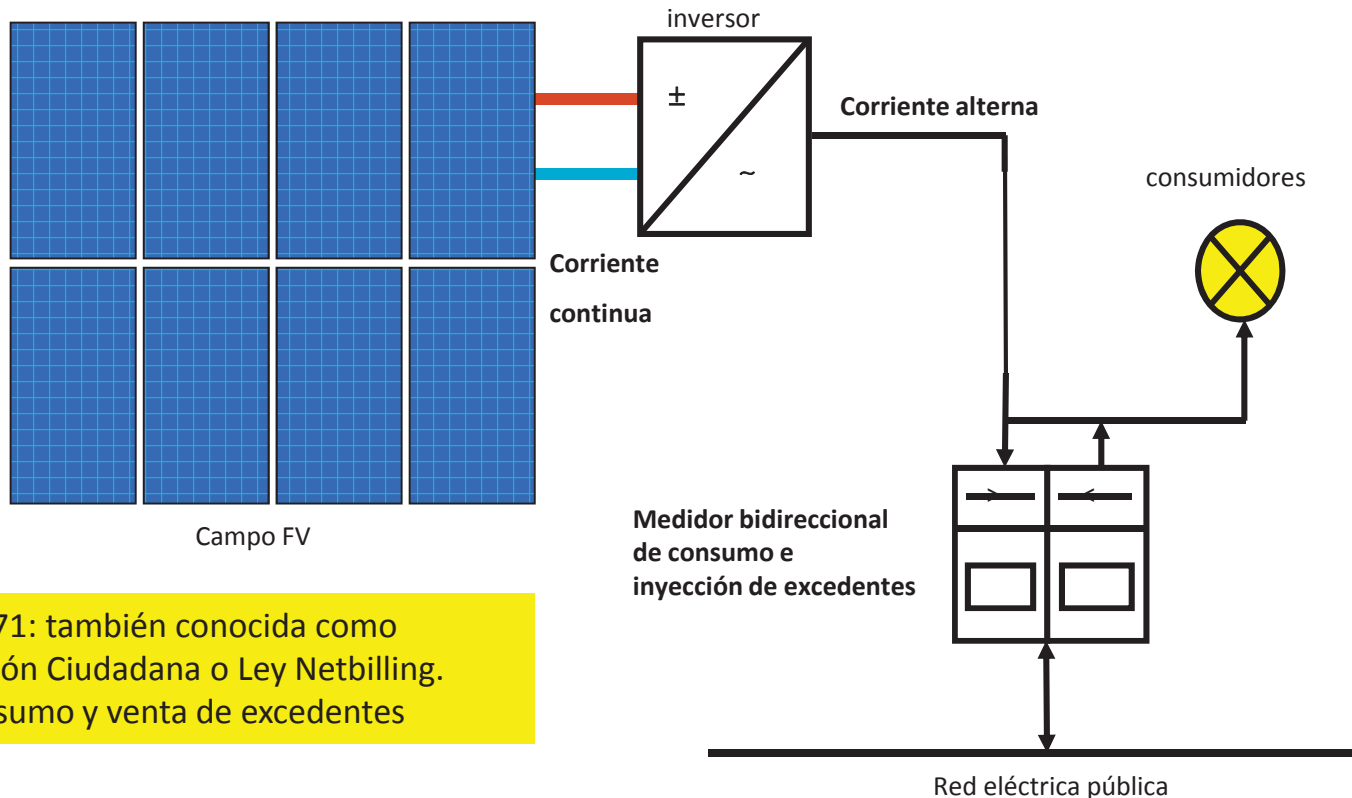 inversor
±
~
Corriente alterna
consumidores
Corriente
continua
Campo FV
Medidor bidireccional
de consumo e
inyección de excedentes
71: también conocida como
ón Ciudadana o Ley Netbilling.
sumo y venta de excedentes
Red eléctrica pública